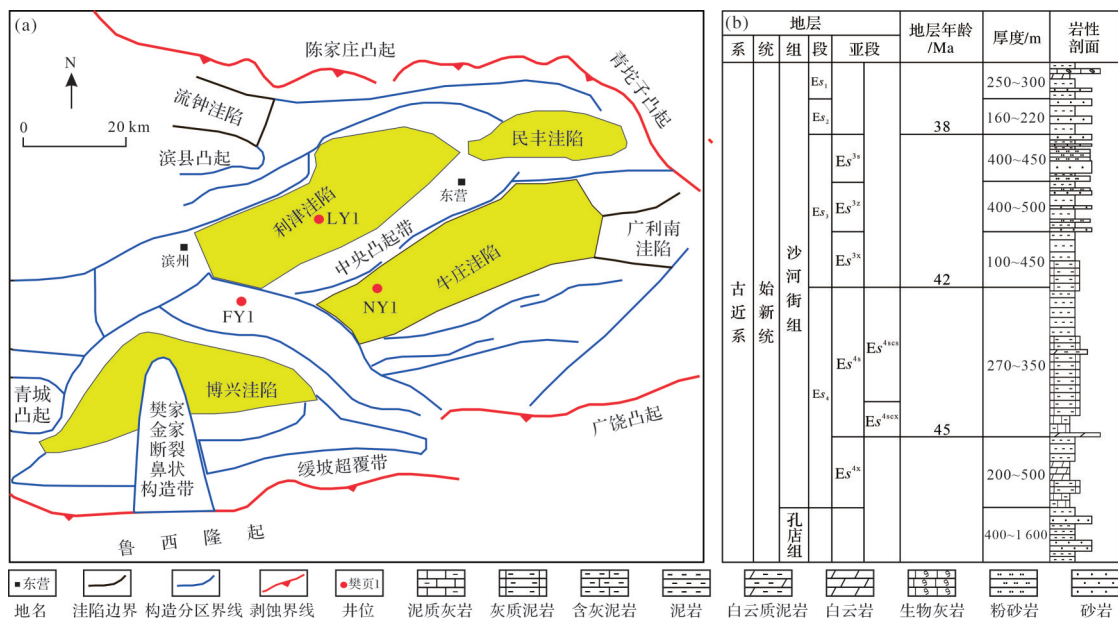 (a)
陈家庄凸起
青坨子凸起
N
流钟洼陷
0 20 km
滨县凸起
民丰洼陷
东营
利津洼陷
LY1
中央凸起带
广利南
洼陷
滨州
牛庄洼陷
NY1
FY1
博兴洼陷
青城
凸起
樊家
金家
断裂
鼻状
构造带
广饶凸起
缓坡超覆带
鲁西隆起
(b)
地层
地层年龄
/Ma
厚度/m
岩性
剖面
系 统 组 段 亚段
古近系
始新统
沙河街组
孔店组
Es₁
250~300
Es₂
160~220
38
Es₃
Es³ˢ
400~450
Es³ᶻ
400~500
Es³ˣ
100~450
42
Es₄
Es⁴ˢ
Es⁴ˢᶜˢ
270~350
Es⁴ˢᶜˣ
45
Es⁴ˣ
200~500
400~1 600
东营 樊页1
地名 洼陷边界 构造分区界线 剥蚀界线 井位 泥质灰岩 灰质泥岩 含灰泥岩 泥岩 白云质泥岩 白云岩 生物灰岩 粉砂岩 砂岩